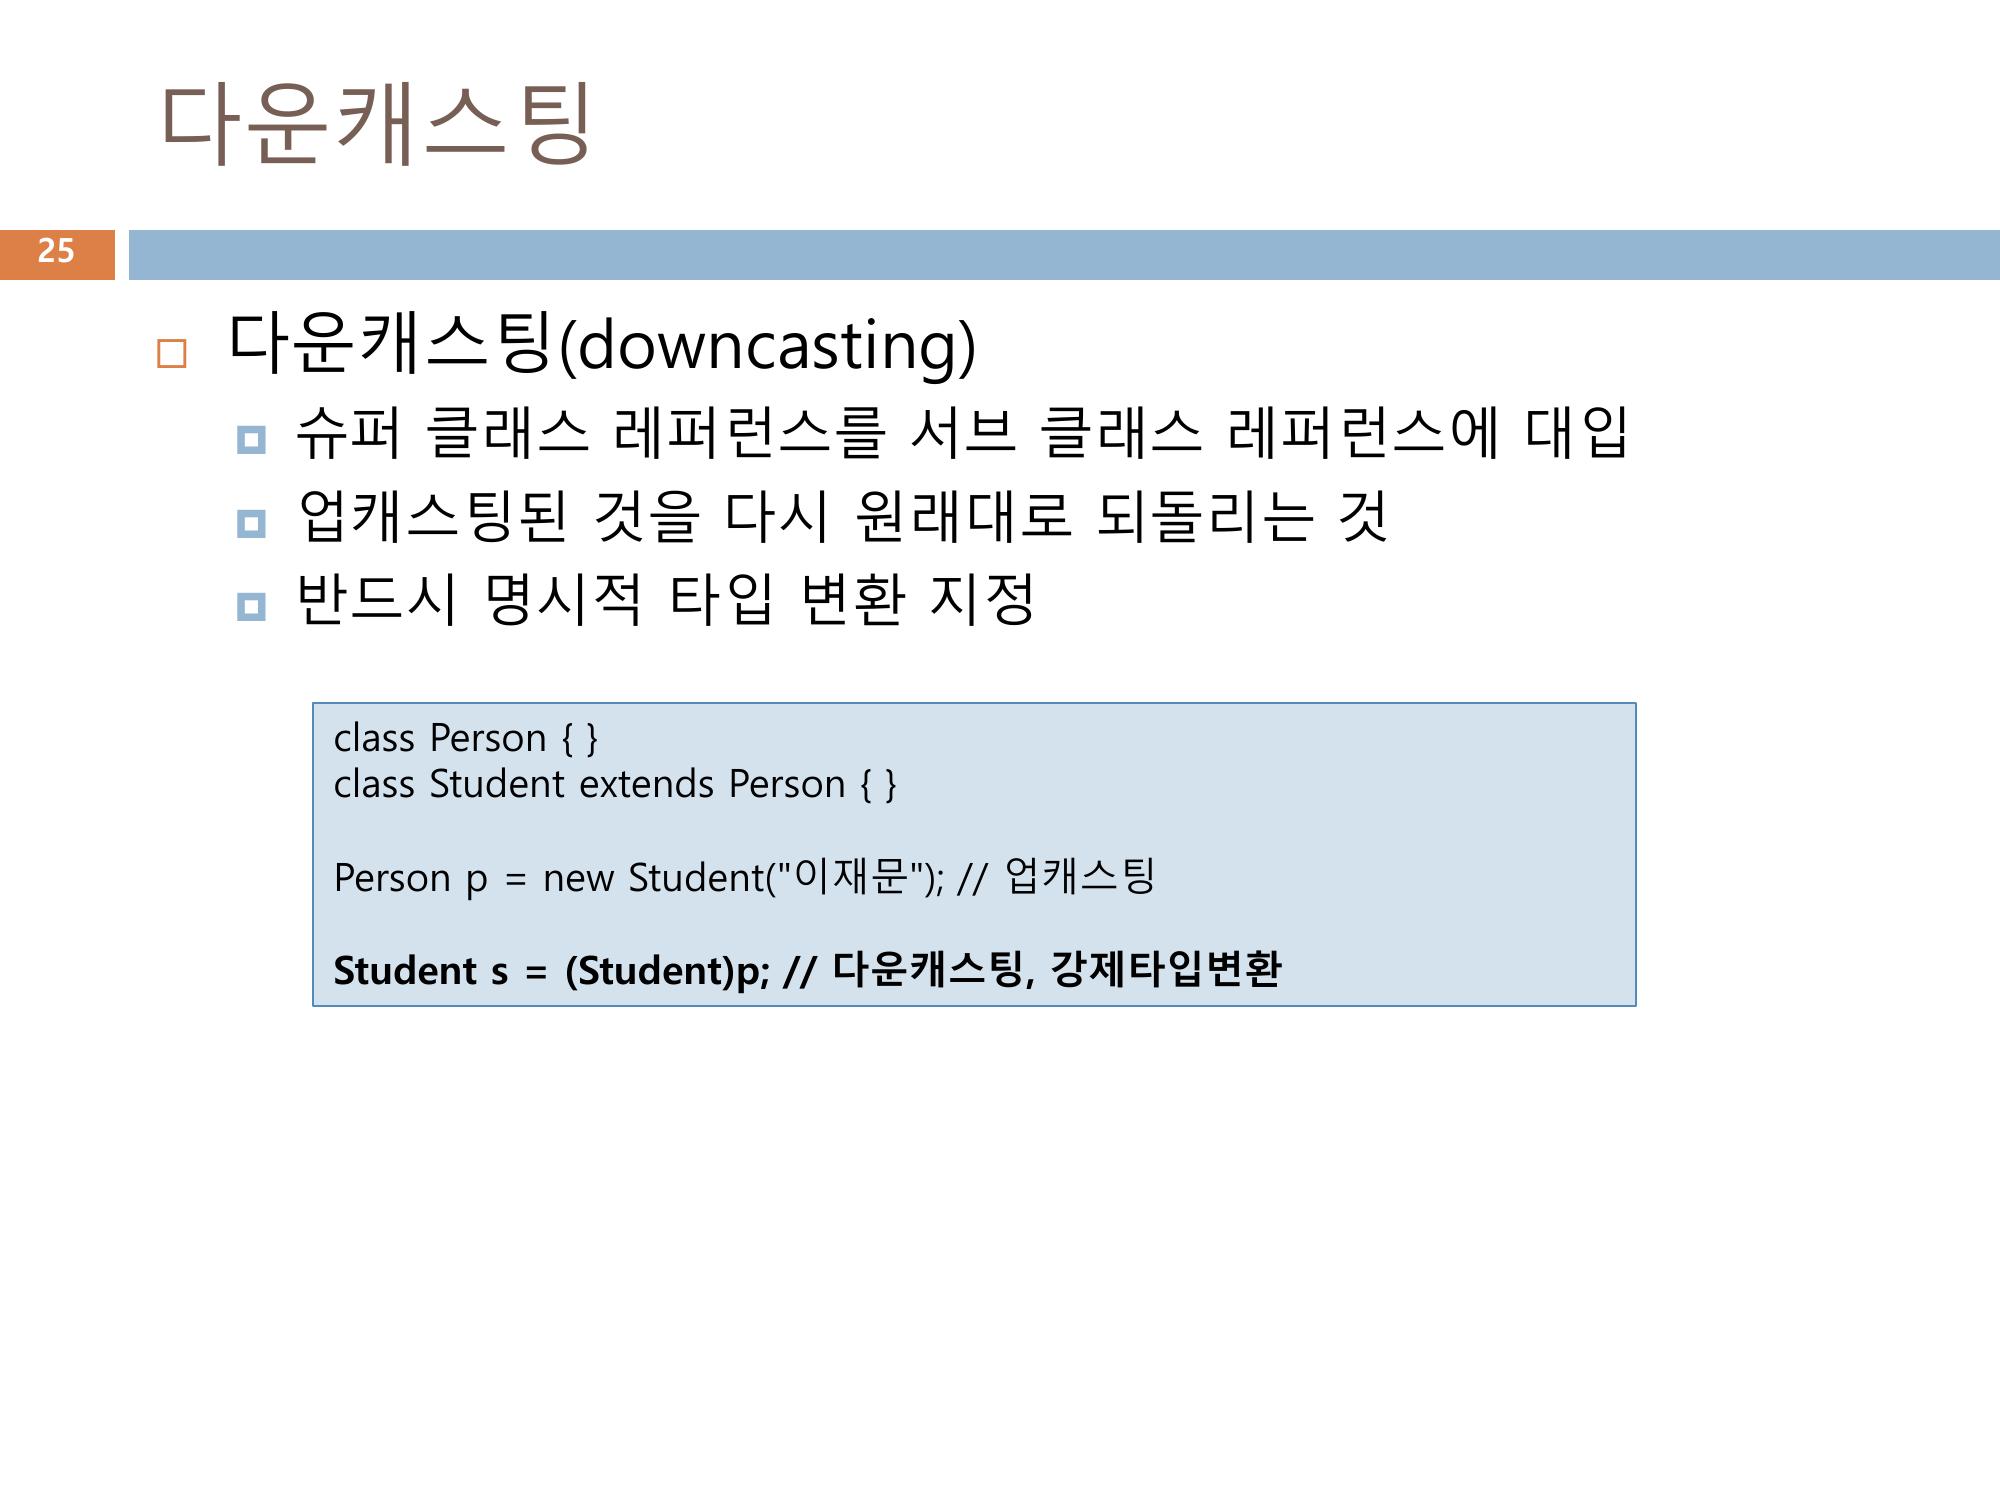 다운캐스팅
25
다운캐스팅(downcasting)
슈퍼 클래스 레퍼런스를 서브 클래스 레퍼런스에 대입
업캐스팅된 것을 다시 원래대로 되돌리는 것
반드시 명시적 타입 변환 지정
class Person { }
class Student extends Person { }
Person p = new Student("이재문"); // 업캐스팅
Student s = (Student)p; // 다운캐스팅, 강제타입변환